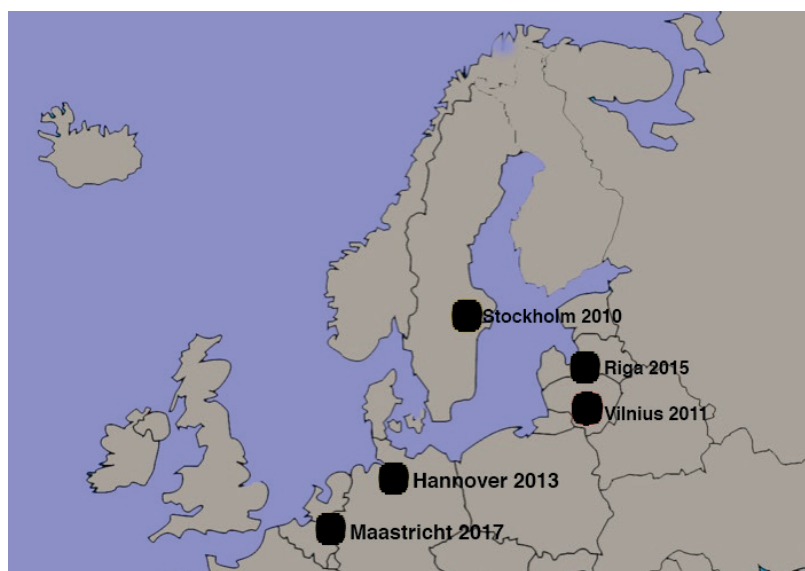 Stockholm 2010
Riga 2015
Vilnius 2011
Hannover 2013
Maastricht 2017